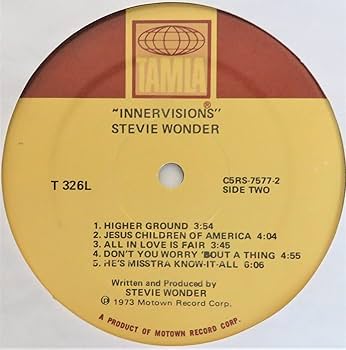 TAMLA®
"INNERVISIONS"
STEVIE WONDER
T 326L
C5RS-7577-2
SIDE TWO
1. HIGHER GROUND 3:54
2. JESUS CHILDREN OF AMERICA 4:04
3. ALL IN LOVE IS FAIR 3:45
4. DON'T YOU WORRY 'BOUT A THING 4:55
5. HE'S MISSTRA KNOW-IT-ALL 6:06
Written and Produced by
STEVIE WONDER
℗ 1973 Motown Record Corp.
A PRODUCT OF MOTOWN RECORD CORP.